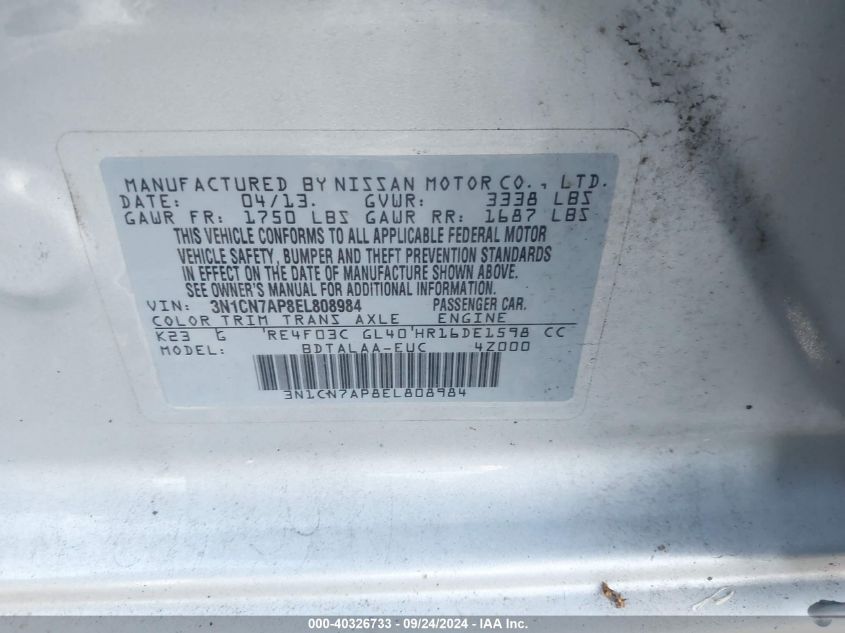 MANUFACTURED BY NISSAN MOTOR CO., LTD.
DATE: 04/13. GVWR: 3338 LBS
GAWR FR: 1750 LBS GAWR RR: 1687 LBS
THIS VEHICLE CONFORMS TO ALL APPLICABLE FEDERAL MOTOR
VEHICLE SAFETY, BUMPER AND THEFT PREVENTION STANDARDS
IN EFFECT ON THE DATE OF MANUFACTURE SHOWN ABOVE.
SEE OWNER'S MANUAL FOR ADDITIONAL INFORMATION.
VIN: 3N1CN7AP8EL808984 PASSENGER CAR.
COLOR TRIM TRANS AXLE ENGINE
K23 G 'RE4F03C GL40'HR16DE1598 CC
MODEL: BDTALAA-EUC 4Z000
3N1CN7AP8EL808984
000-40326733 - 09/24/2024 - IAA Inc.